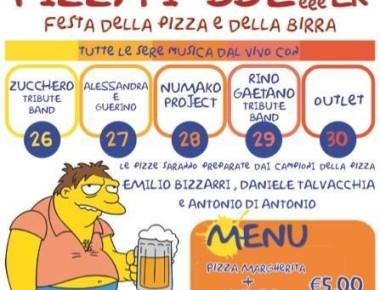 FESTA DELLA PIZZA E DELLA BIRRA
TUTTE LE SERE MUSICA DAL VIVO CON
ZUCCHERO TRIBUTE BAND
26
ALESSANDRA E GUERINO
27
NUMAKO PROJECT
28
RINO GAETANO TRIBUTE BAND
29
OUTLET
30
LE PIZZE SARANNO PREPARATE DAI CAMPIONI DELLA PIZZA
EMILIO BIZZARRI, DANIELE TALVACCHIA
E ANTONIO DI ANTONIO
MENU
PIZZA MARGHERITA
+
€5,00